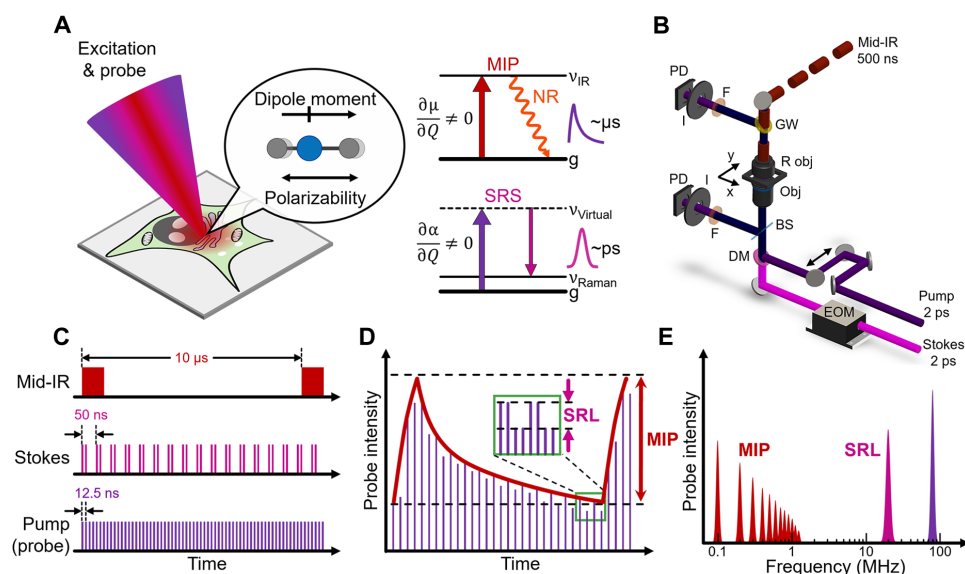 A
Excitation
& probe
Dipole moment
Polarizability
MIP
∂μ/∂Q ≠ 0
ν_IR
NR
~μs
g
SRS
∂α/∂Q ≠ 0
ν_Virtual
~ps
ν_Raman
g
B
Mid-IR
500 ns
PD
I
F
GW
y
x
R obj
Obj
PD
I
F
BS
DM
EOM
Pump
2 ps
Stokes
2 ps
C
10 μs
Mid-IR
50 ns
Stokes
12.5 ns
Pump
(probe)
Time
D
Probe intensity
SRL
MIP
Time
E
Probe intensity
MIP
SRL
0.1
1
10
100
Frequency (MHz)